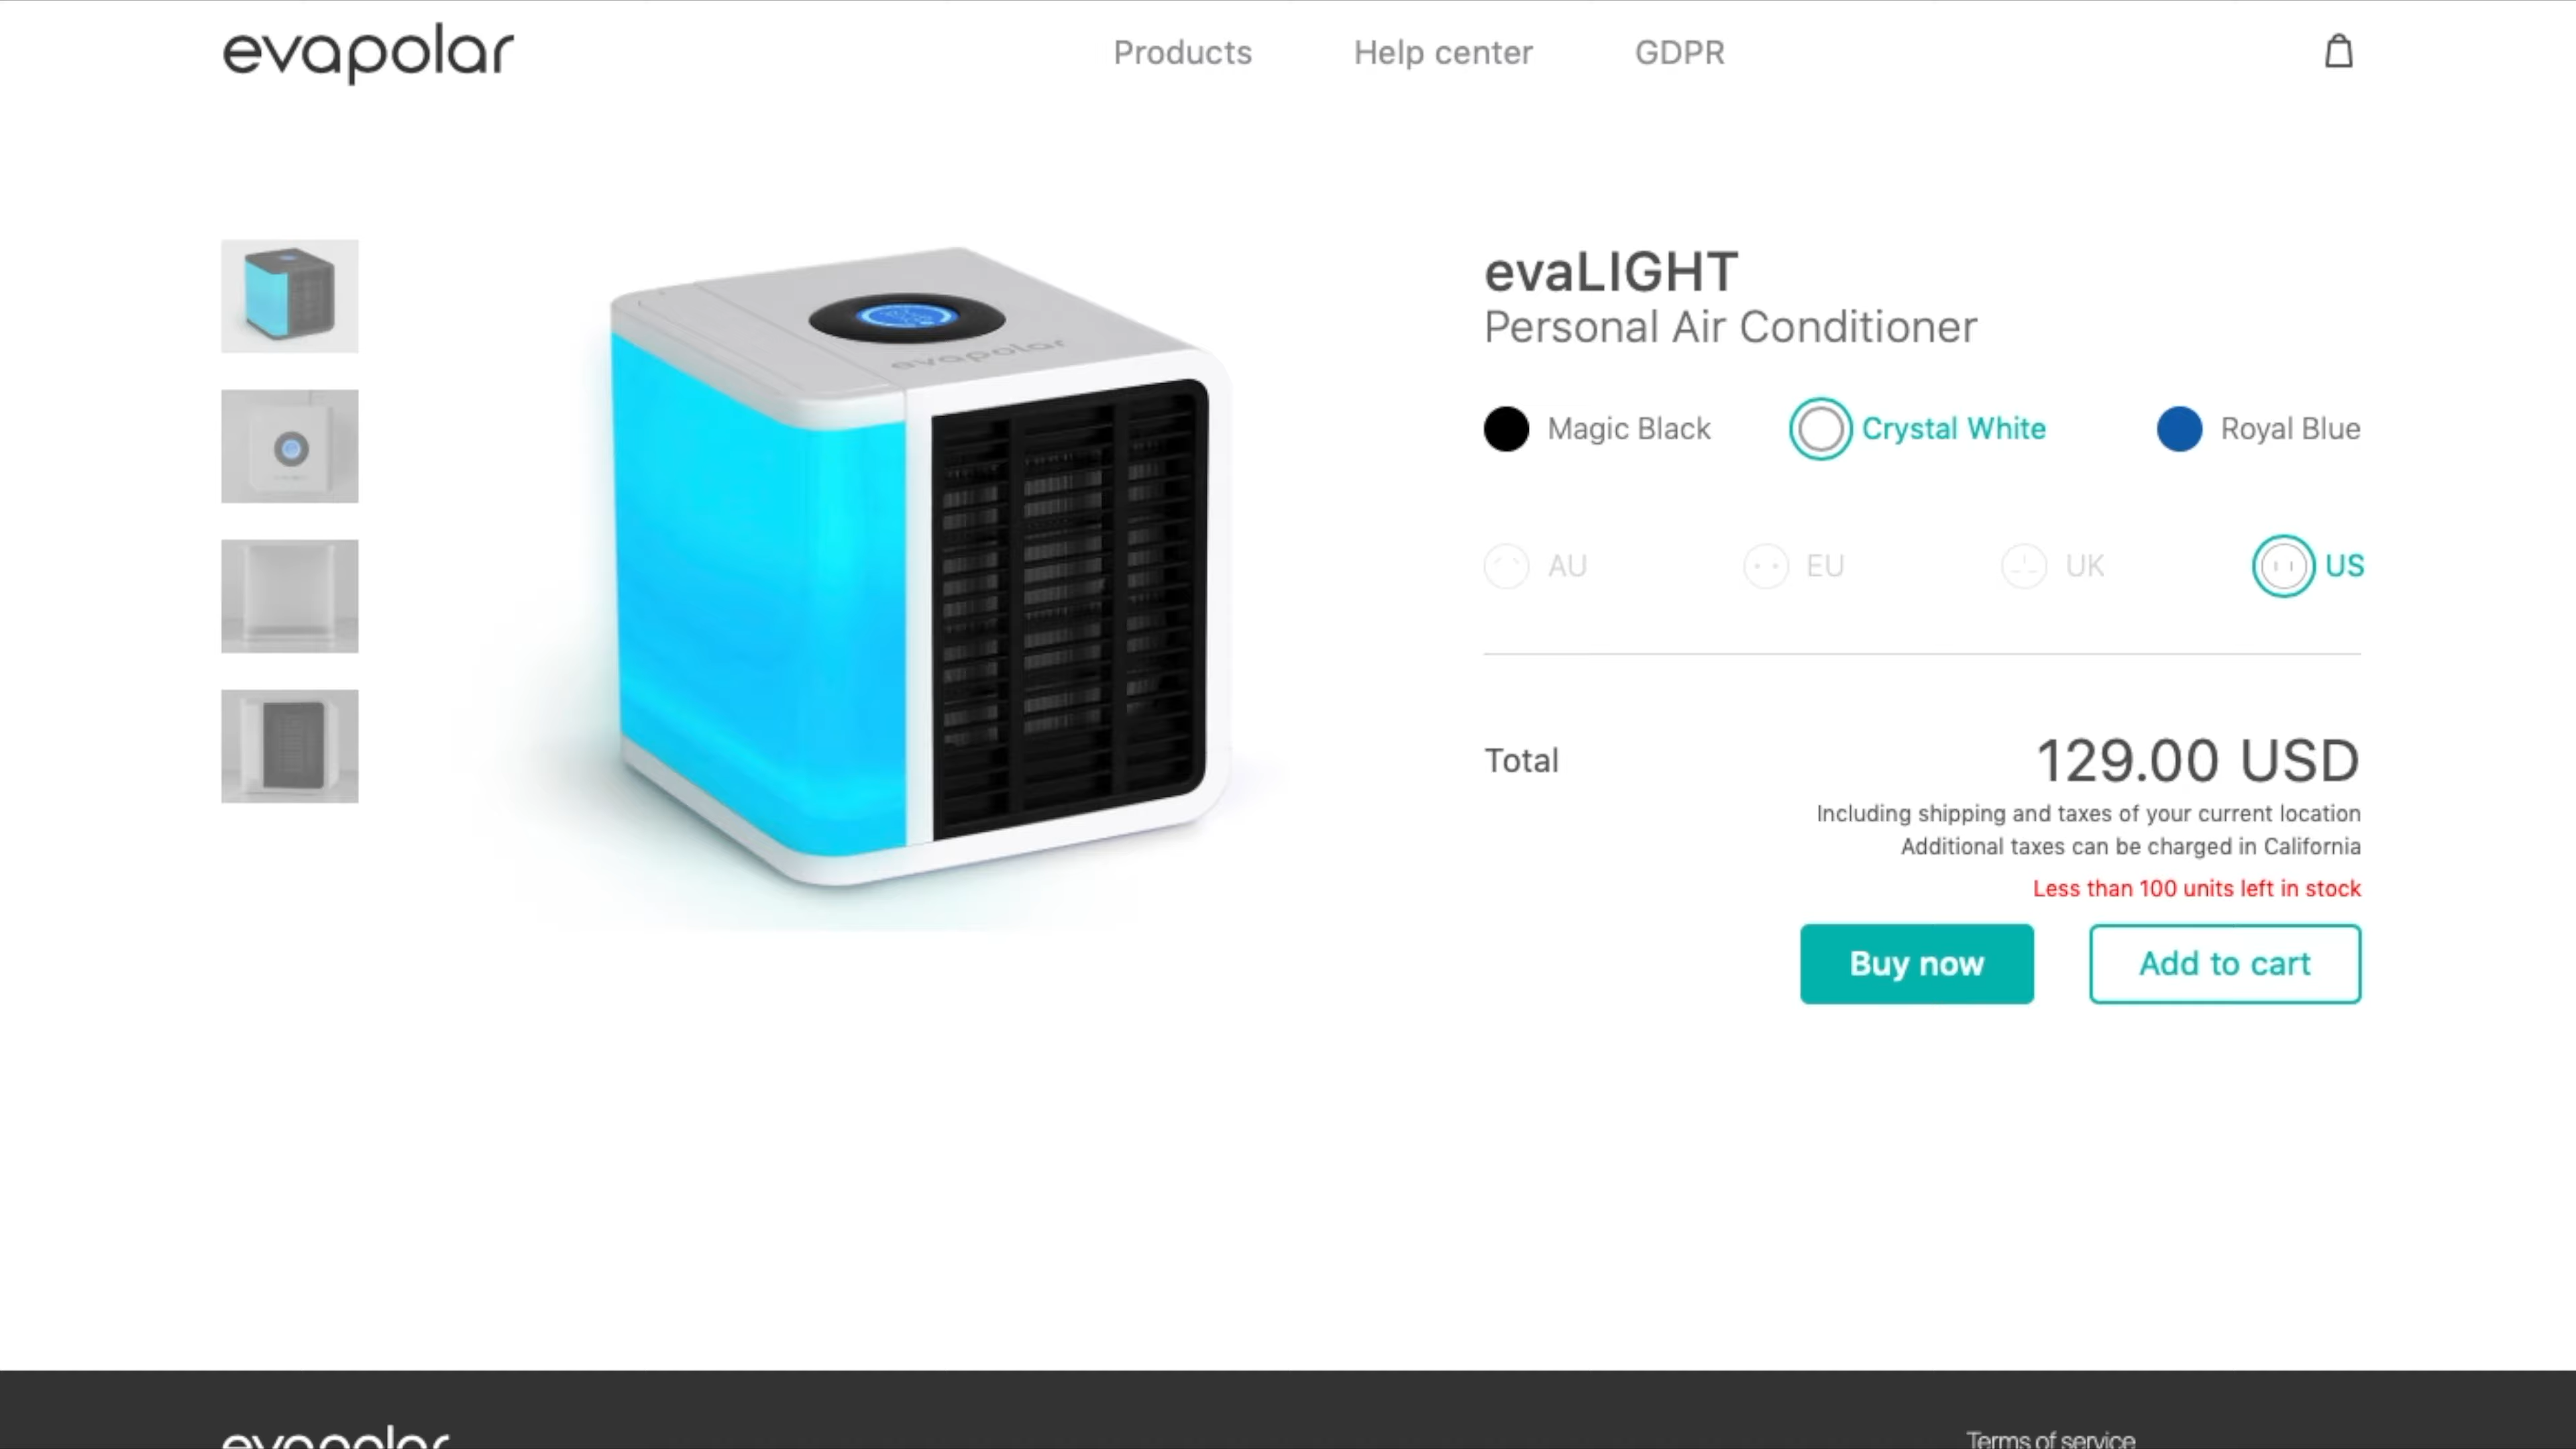 evapolar
Products
Help center
GDPR
evaLIGHT
Personal Air Conditioner
evapolar
Magic Black
Crystal White
Royal Blue
AU
EU
UK
US
Total
129.00 USD
Including shipping and taxes of your current location
Additional taxes can be charged in California
Less than 100 units left in stock
Buy now
Add to cart
evapolar
Terms of service